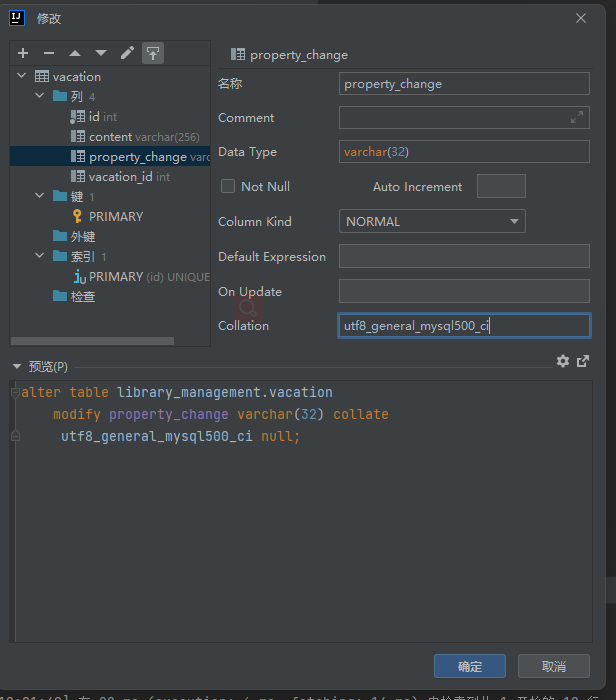 修改
vacation
列 4
id int
content varchar(256)
property_change varc
vacation_id int
键 1
PRIMARY
外键
索引 1
PRIMARY (id) UNIQUE
检查
property_change
名称 property_change
Comment
Data Type varchar(32)
Not Null Auto Increment
Column Kind NORMAL
Default Expression
On Update
Collation utf8_general_mysql500_ci
预览(P)
alter table library_management.vacation
modify property_change varchar(32) collate
utf8_general_mysql500_ci null;
确定 取消